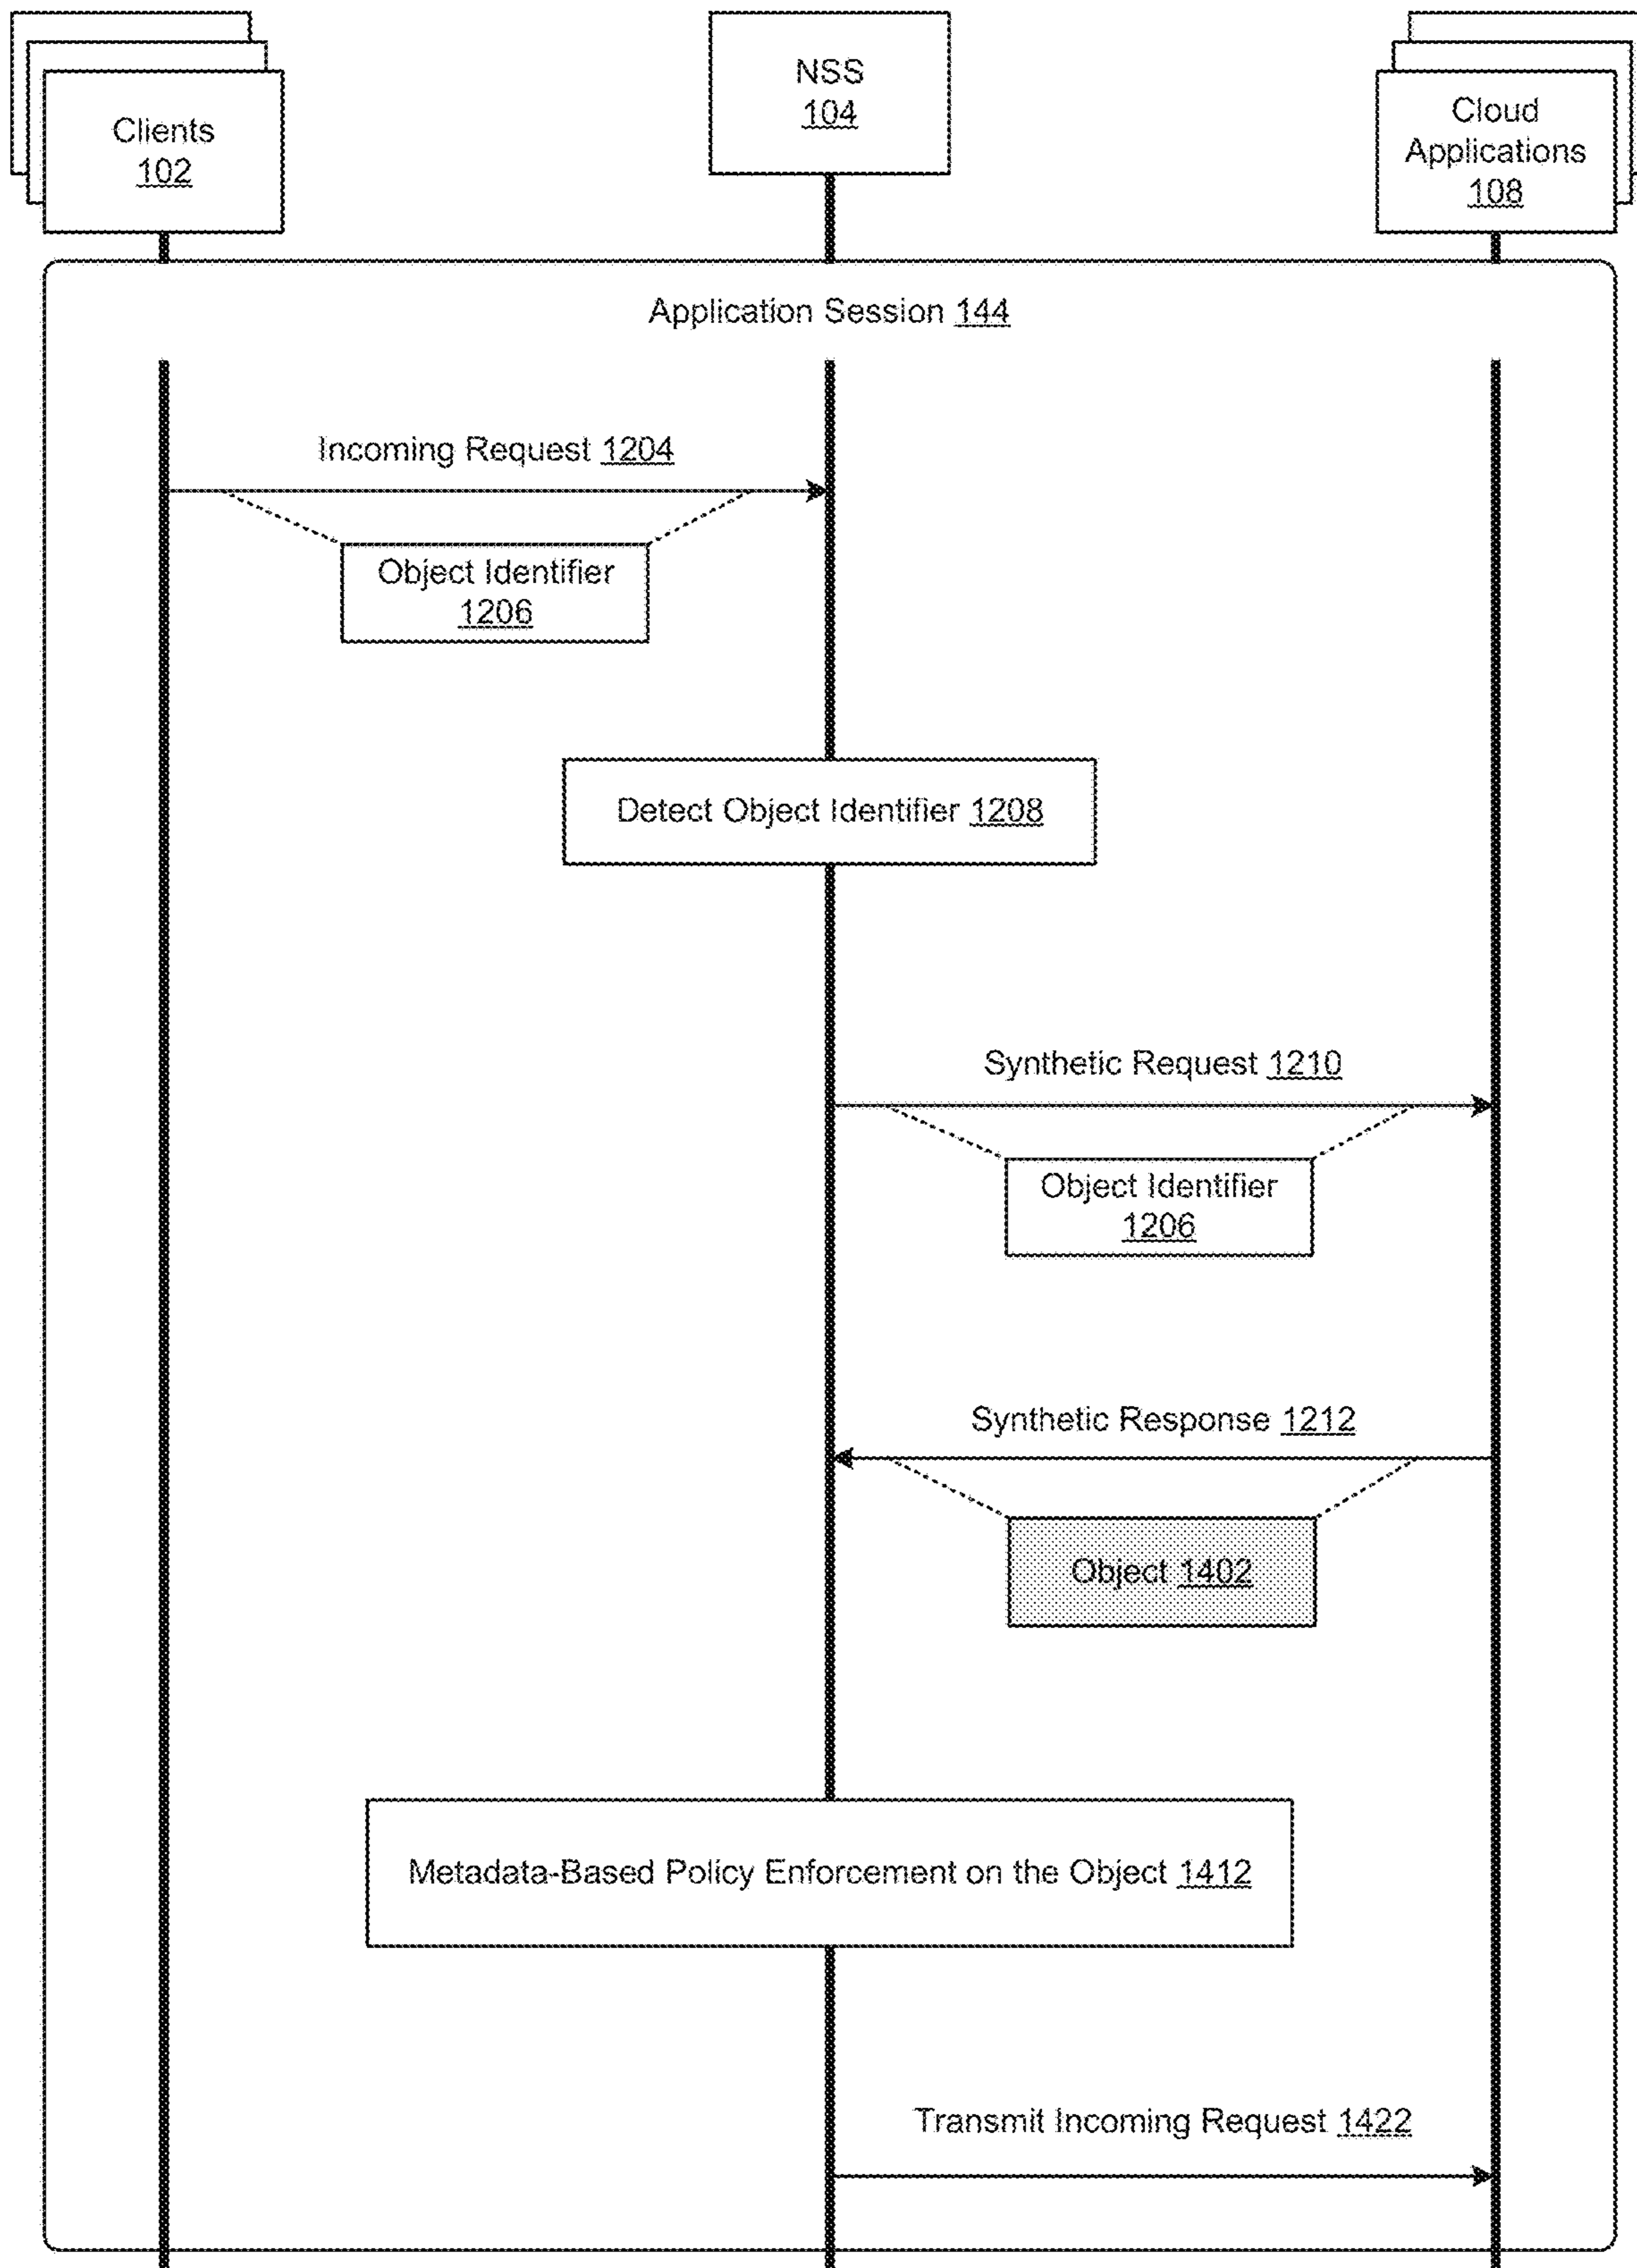 Clients
102
NSS
104
Cloud
Applications
108
Application Session 144
Incoming Request 1204
Object Identifier
1206
Detect Object Identifier 1208
Synthetic Request 1210
Object Identifier
1206
Synthetic Response 1212
Object 1402
Metadata-Based Policy Enforcement on the Object 1412
Transmit Incoming Request 1422